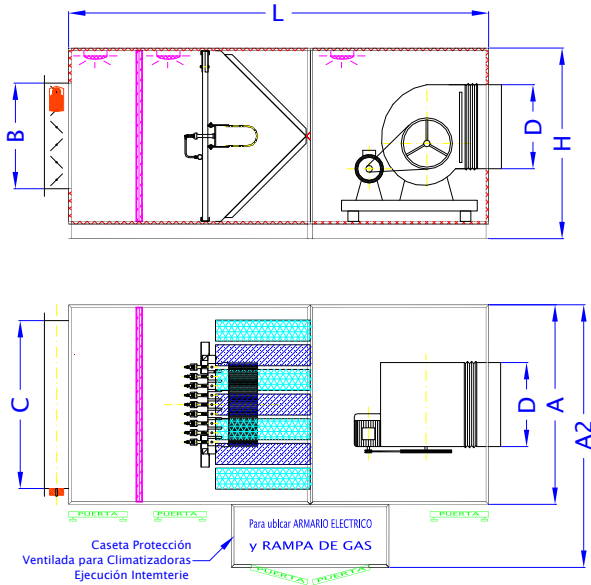 L
B
D
H
C
D
A
A2
PUERTA
PUERTA
PUERTA
Para ubicar ARMARIO ELECTRICO
y RAMPA DE GAS
Caseta Protección
Ventilada para Climatizadoras
Ejecución Intemterie
PUERTA
PUERTA